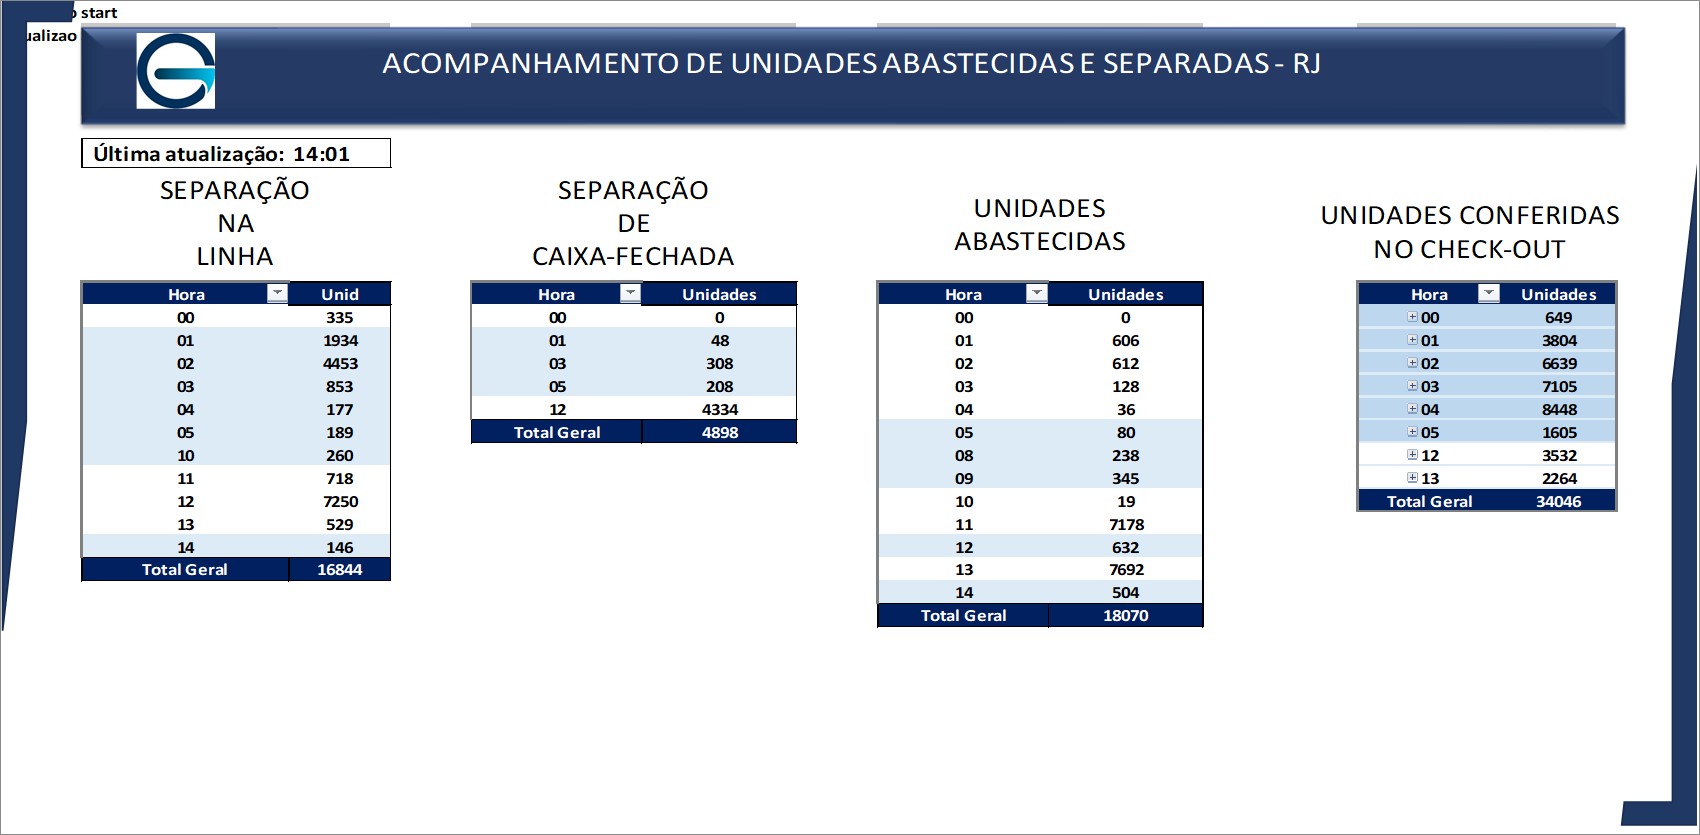 start
ACOMPANHAMENTO DE UNIDADES ABASTECIDAS E SEPARADAS - RJ
Última atualização: 14:01
SEPARAÇÃO
NA
LINHA
Hora Unid
00 335
01 1934
02 4453
03 853
04 177
05 189
10 260
11 718
12 7250
13 529
14 146
Total Geral 16844
SEPARAÇÃO
DE
CAIXA-FECHADA
Hora Unidades
00 0
01 48
03 308
05 208
12 4334
Total Geral 4898
UNIDADES
ABASTECIDAS
Hora Unidades
00 0
01 606
02 612
03 128
04 36
05 80
08 238
09 345
10 19
11 7178
12 632
13 7692
14 504
Total Geral 18070
UNIDADES CONFERIDAS
NO CHECK-OUT
Hora Unidades
00 649
01 3804
02 6639
03 7105
04 8448
05 1605
12 3532
13 2264
Total Geral 34046